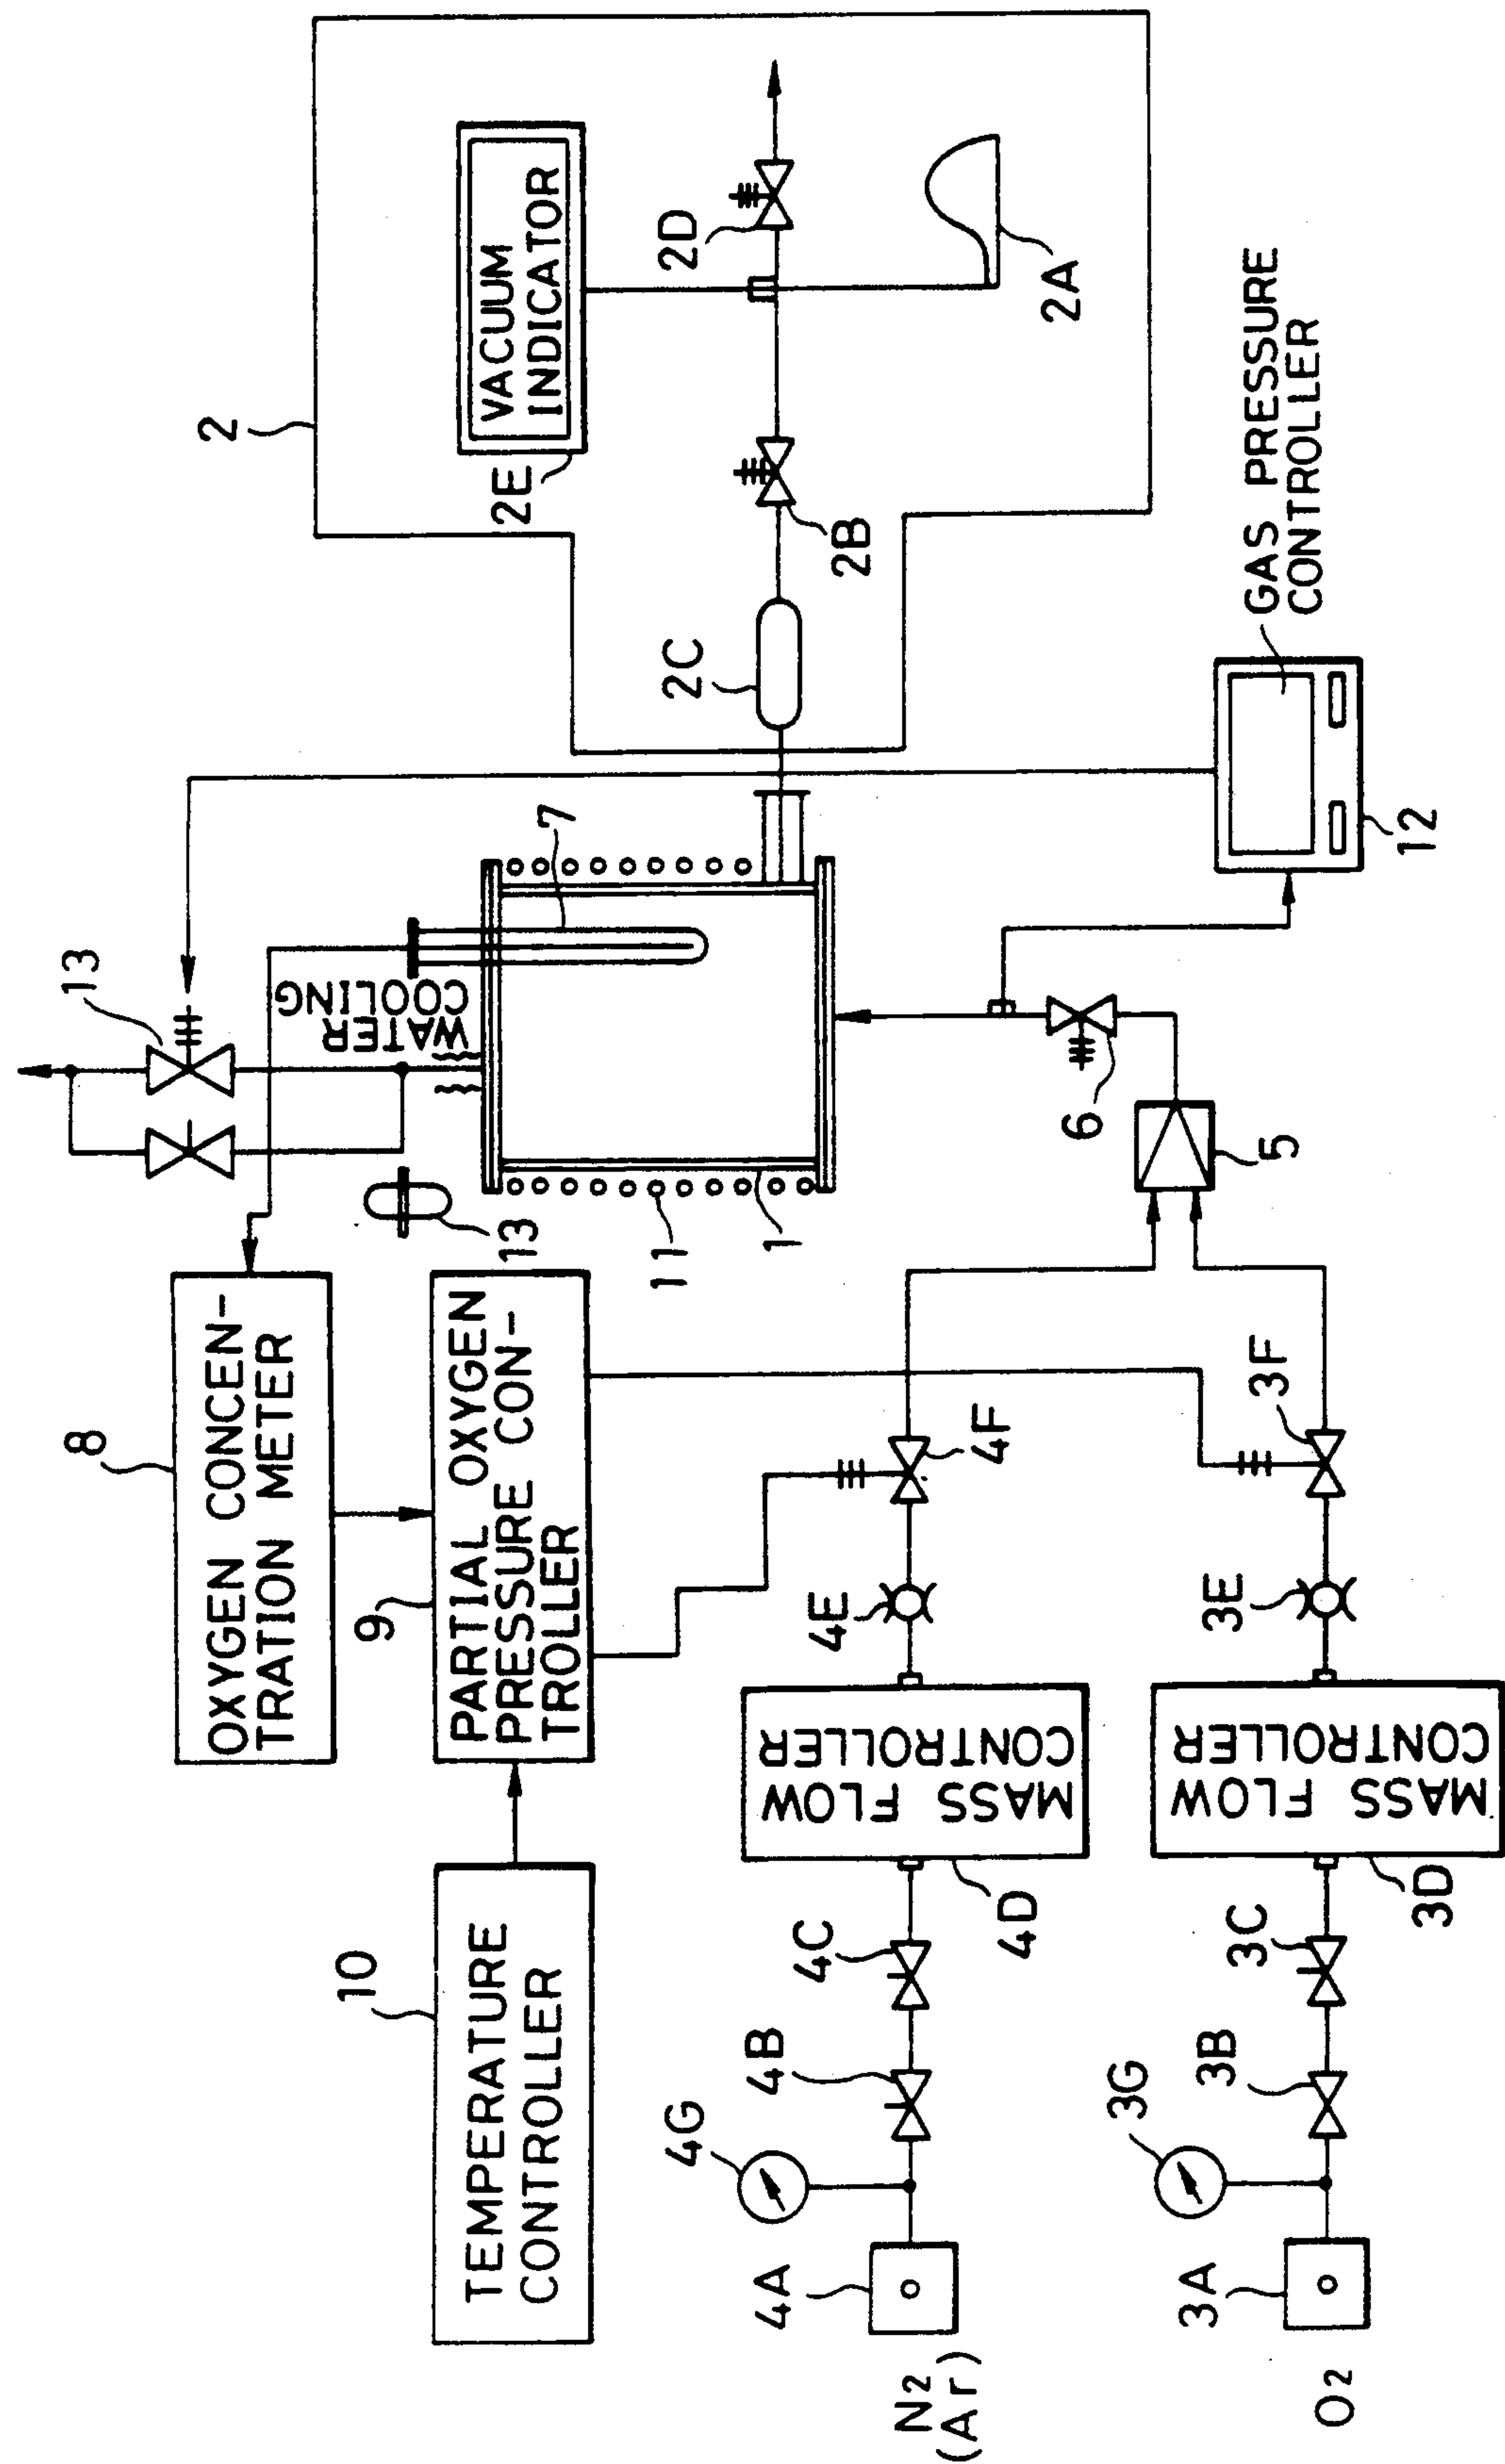 2
VACUUM
INDICATOR
2E
2D
2B
2A
2C
GAS PRESSURE
CONTROLLER
12
7
13
WATER
COOLING
13
11
1
6
5
8
OXYGEN CONCEN-
TRATION METER
9
PARTIAL OXYGEN
PRESSURE CON-
TROLLER
10
TEMPERATURE
CONTROLLER
4F
4E
MASS FLOW
CONTROLLER
4D
4C
4B
4G
4A
N2
(Ar)
3F
3E
MASS FLOW
CONTROLLER
3D
3C
3B
3G
3A
O2